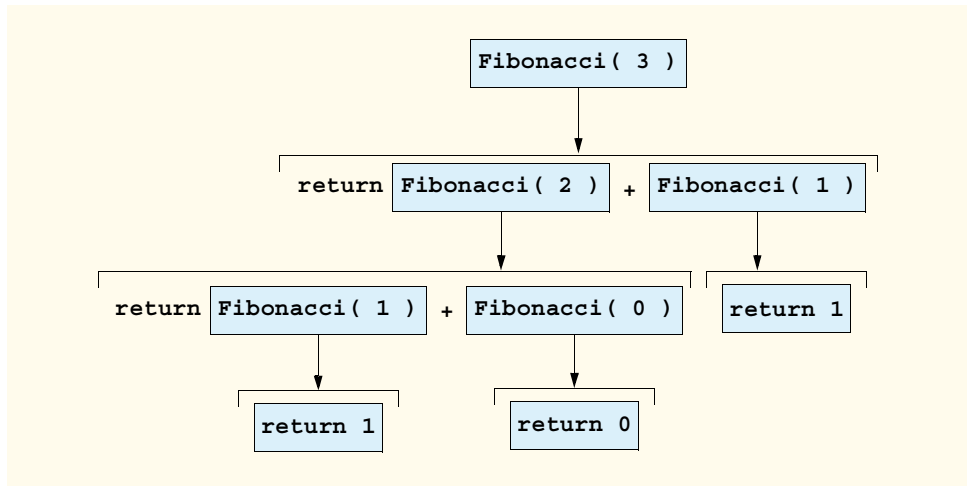 Fibonacci( 3 )
return Fibonacci( 2 ) + Fibonacci( 1 )
return Fibonacci( 1 ) + Fibonacci( 0 ) return 1
return 1 return 0